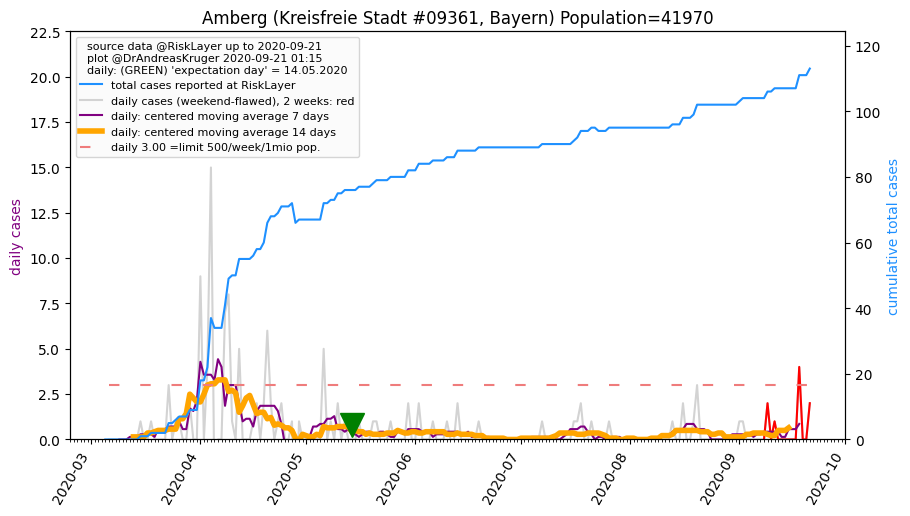 Amberg (Kreisfreie Stadt #09361, Bayern) Population=41970
source data @RiskLayer up to 2020-09-21
plot @DrAndreasKruger 2020-09-21 01:15
daily: (GREEN) 'expectation day' = 14.05.2020
total cases reported at RiskLayer
daily cases (weekend-flawed), 2 weeks: red
daily: centered moving average 7 days
daily: centered moving average 14 days
daily 3.00 =limit 500/week/1mio pop.
daily cases
22.5
20.0
17.5
15.0
12.5
10.0
7.5
5.0
2.5
0.0
cumulative total cases
120
100
80
60
40
20
0
2020-03
2020-04
2020-05
2020-06
2020-07
2020-08
2020-09
2020-10